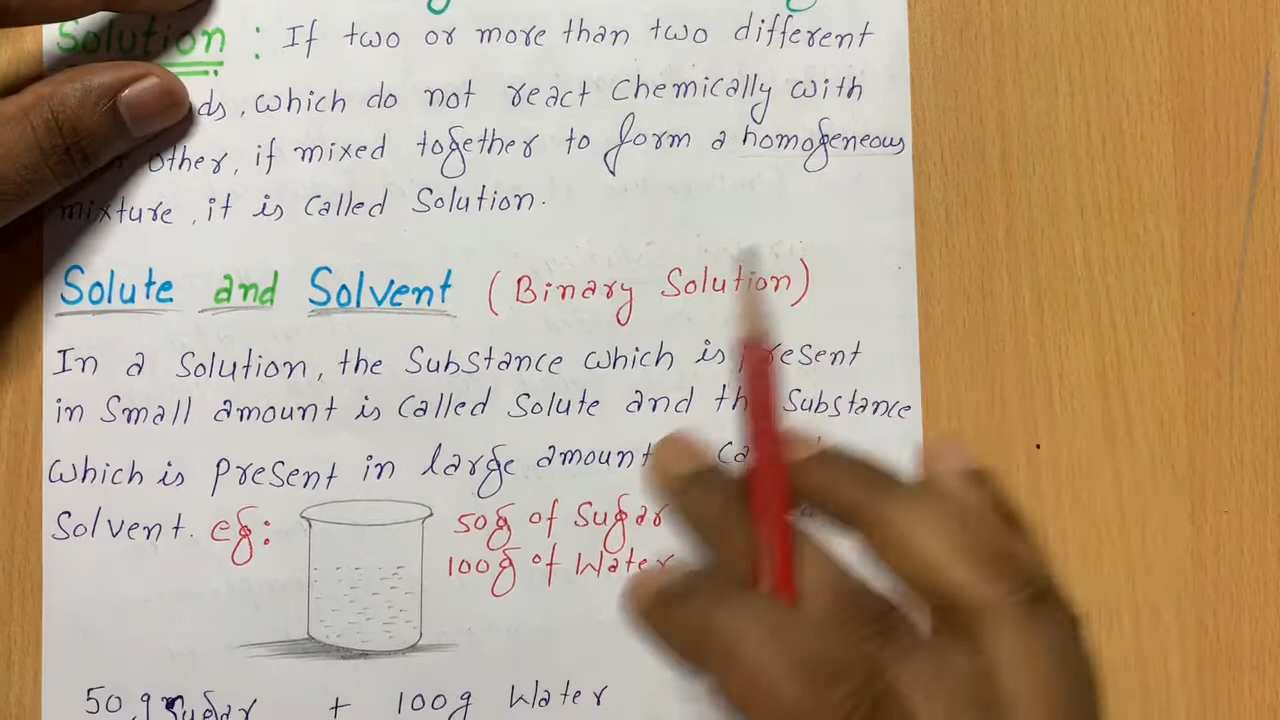 Solution : If two or more than two different
ds, which do not react chemically with
other, if mixed together to form a homogeneous
mixture, it is called Solution.
Solute and Solvent (Binary Solution)
In a Solution, the Substance which is present
in Small amount is called Solute and the Substance
which is present in large amount
Solvent. eg: 50g of Sugar
100g of Water
50 g Sugar + 100g Water